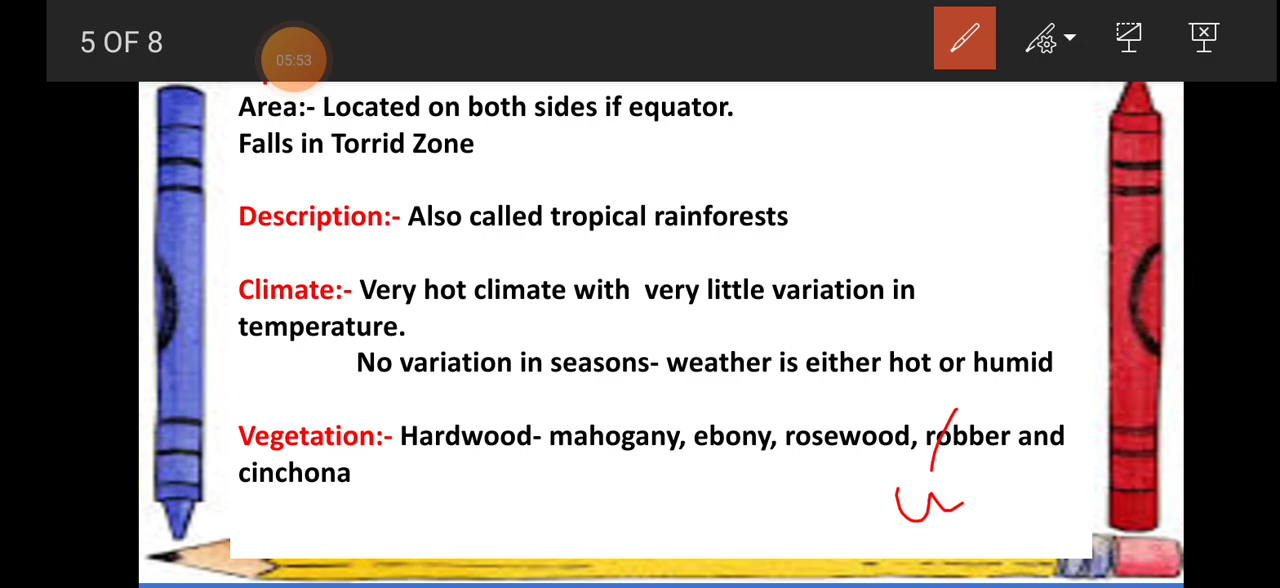 5 OF 8
05:53
Area:- Located on both sides if equator.
Falls in Torrid Zone
Description:- Also called tropical rainforests
Climate:- Very hot climate with very little variation in
temperature.
No variation in seasons- weather is either hot or humid
Vegetation:- Hardwood- mahogany, ebony, rosewood, robber and
cinchona
u